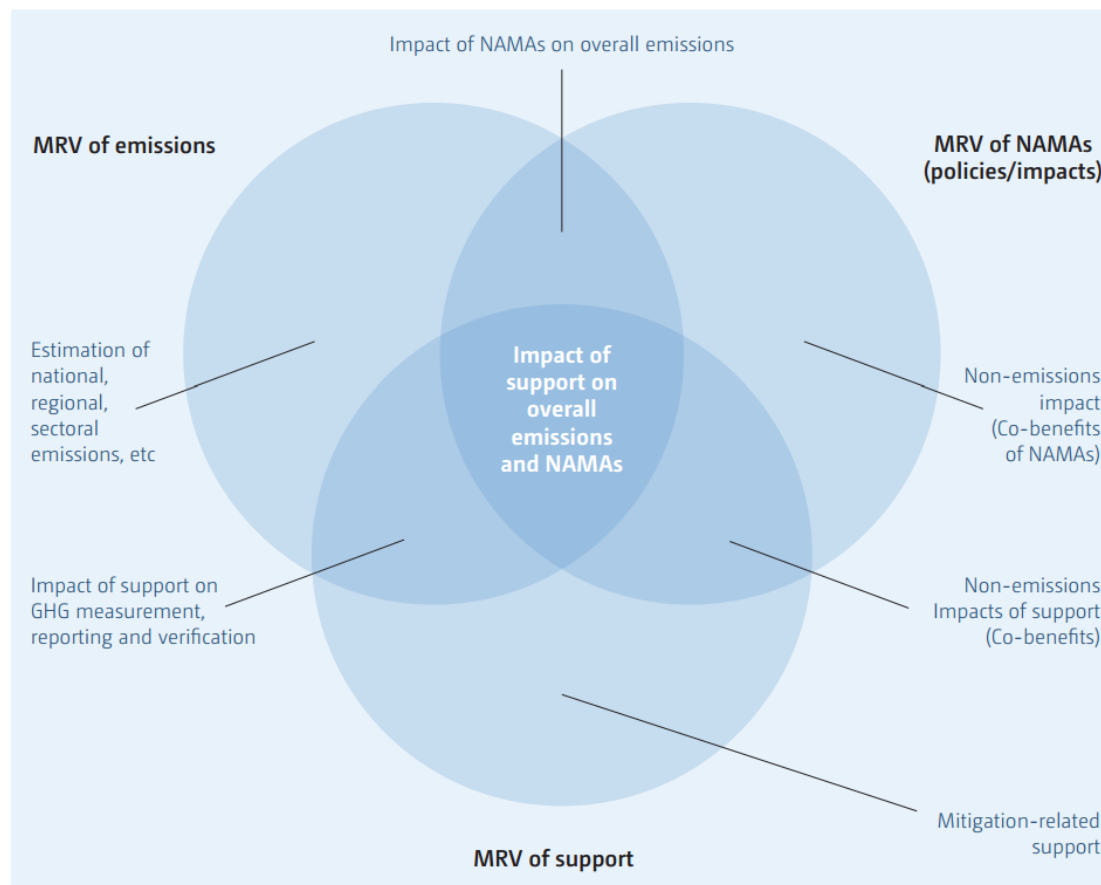 Impact of NAMAs on overall emissions
MRV of emissions
MRV of NAMAs
(policies/impacts)
Estimation of
national,
regional,
sectoral
emissions, etc
Impact of
support on
overall
emissions
and NAMAs
Non-emissions
impact
(Co-benefits
of NAMAs)
Impact of support on
GHG measurement,
reporting and verification
Non-emissions
Impacts of support
(Co-benefits)
Mitigation-related
support
MRV of support